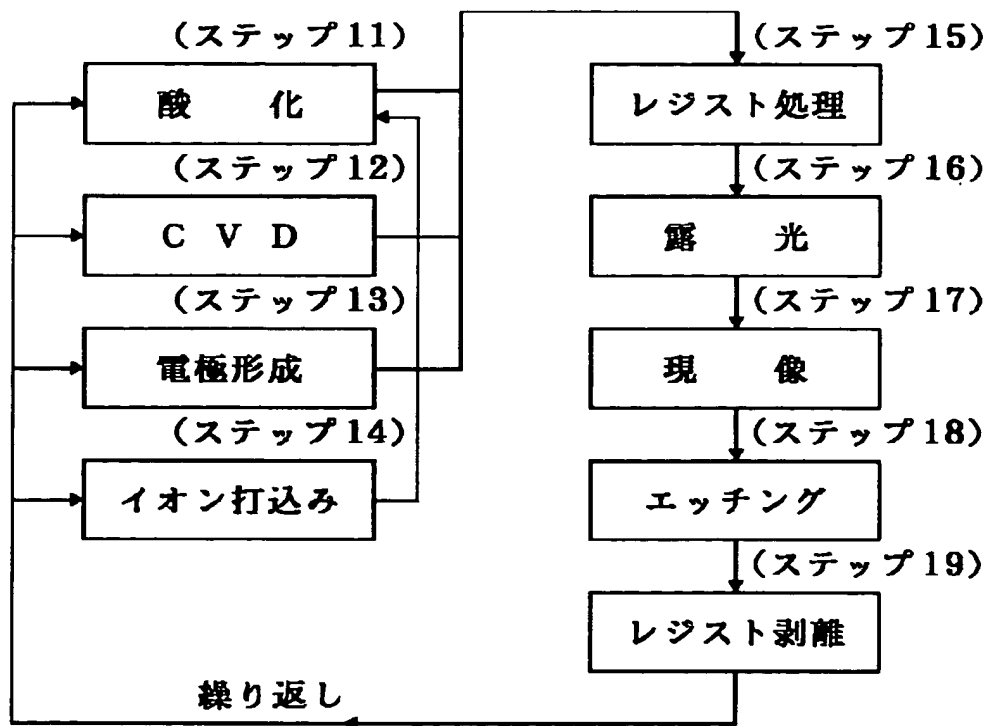 (ステップ11)
酸 化
(ステップ12)
C V D
(ステップ13)
電極形成
(ステップ14)
イオン打込み
(ステップ15)
レジスト処理
(ステップ16)
露 光
(ステップ17)
現 像
(ステップ18)
エッチング
(ステップ19)
レジスト剥離
繰り返し